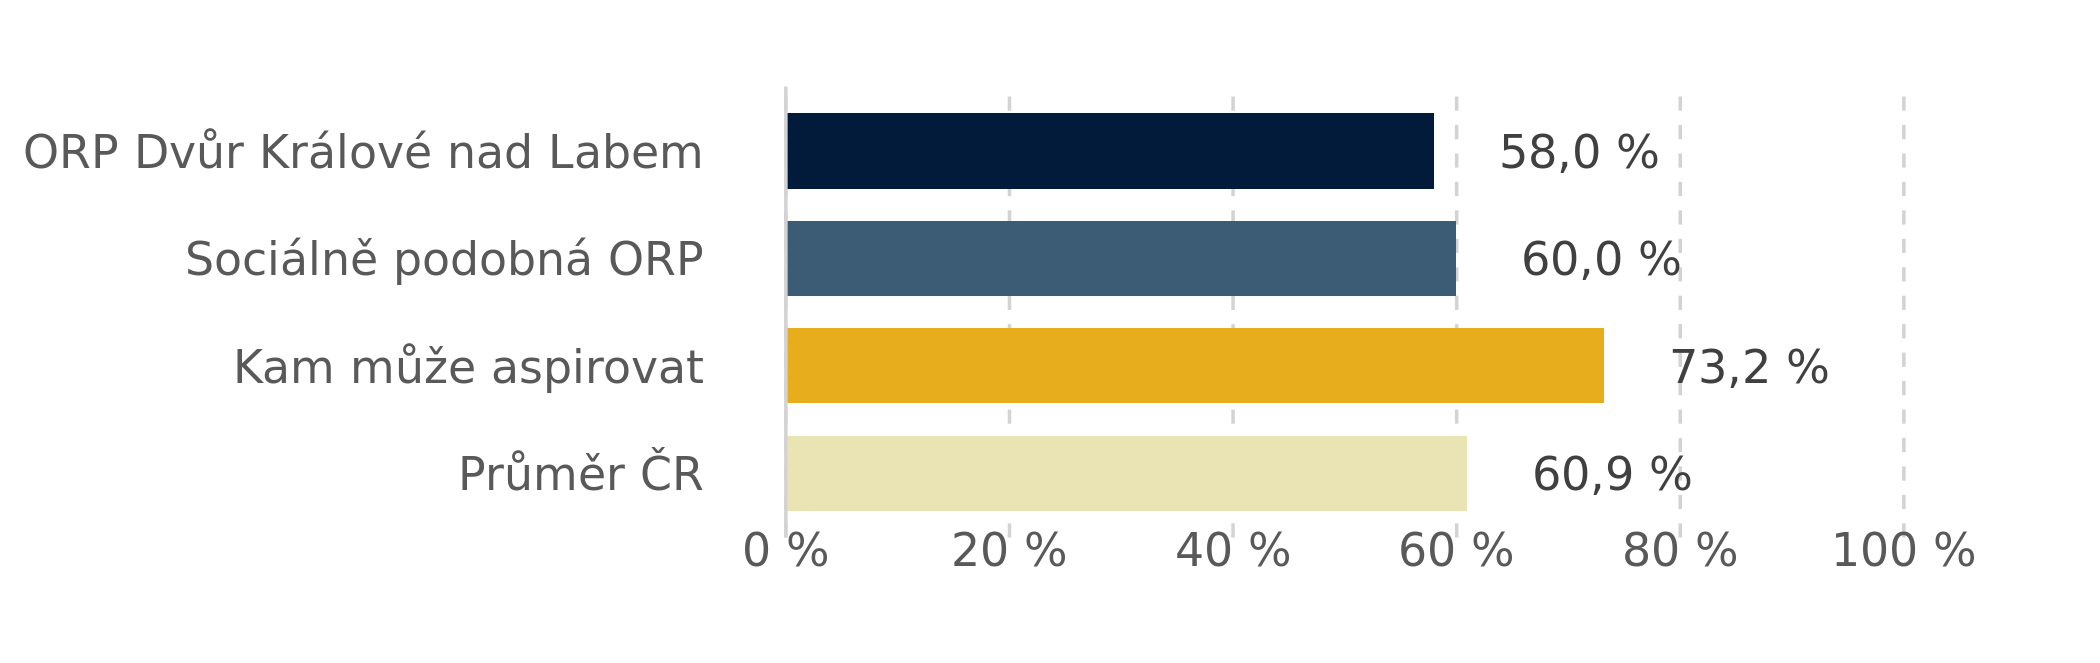 ORP Dvůr Králové nad Labem 58,0 %
Sociálně podobná ORP 60,0 %
Kam může aspirovat 73,2 %
Průměr ČR 60,9 %
0 % 20 % 40 % 60 % 80 % 100 %